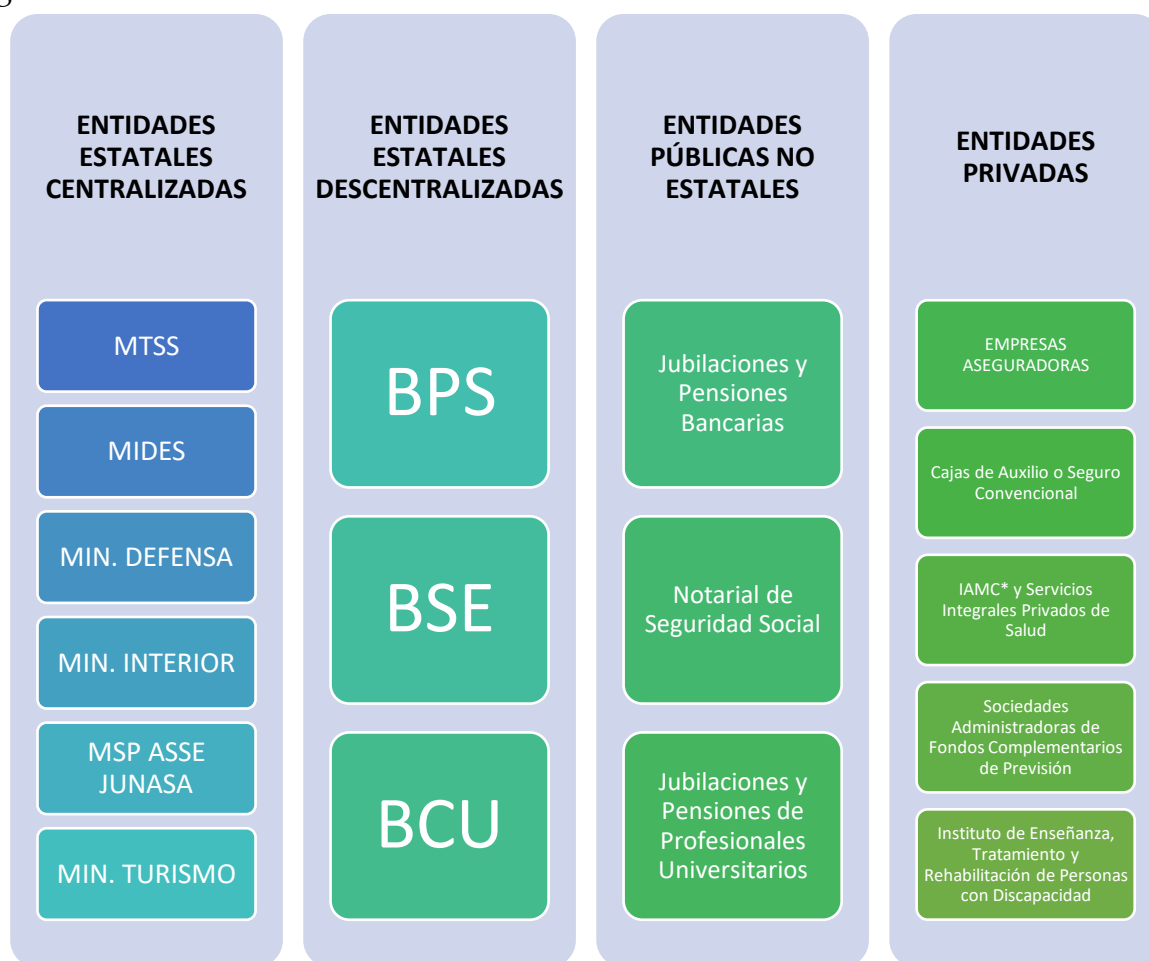 ENTIDADES
ESTATALES
CENTRALIZADAS
MTSS
MIDES
MIN. DEFENSA
MIN. INTERIOR
MSP ASSE
JUNASA
MIN. TURISMO
ENTIDADES
ESTATALES
DESCENTRALIZADAS
BPS
BSE
BCU
ENTIDADES
PÚBLICAS NO
ESTATALES
Jubilaciones y
Pensiones
Bancarias
Notarial de
Seguridad Social
Jubilaciones y
Pensiones de
Profesionales
Universitarios
ENTIDADES
PRIVADAS
EMPRESAS
ASEGURADORAS
Cajas de Auxilio o Seguro
Convencional
IAMC* y Servicios
Integrales Privados de
Salud
Sociedades
Administradoras de
Fondos Complementarios
de Previsión
Instituto de Enseñanza,
Tratamiento y
Rehabilitación de Personas
con Discapacidad